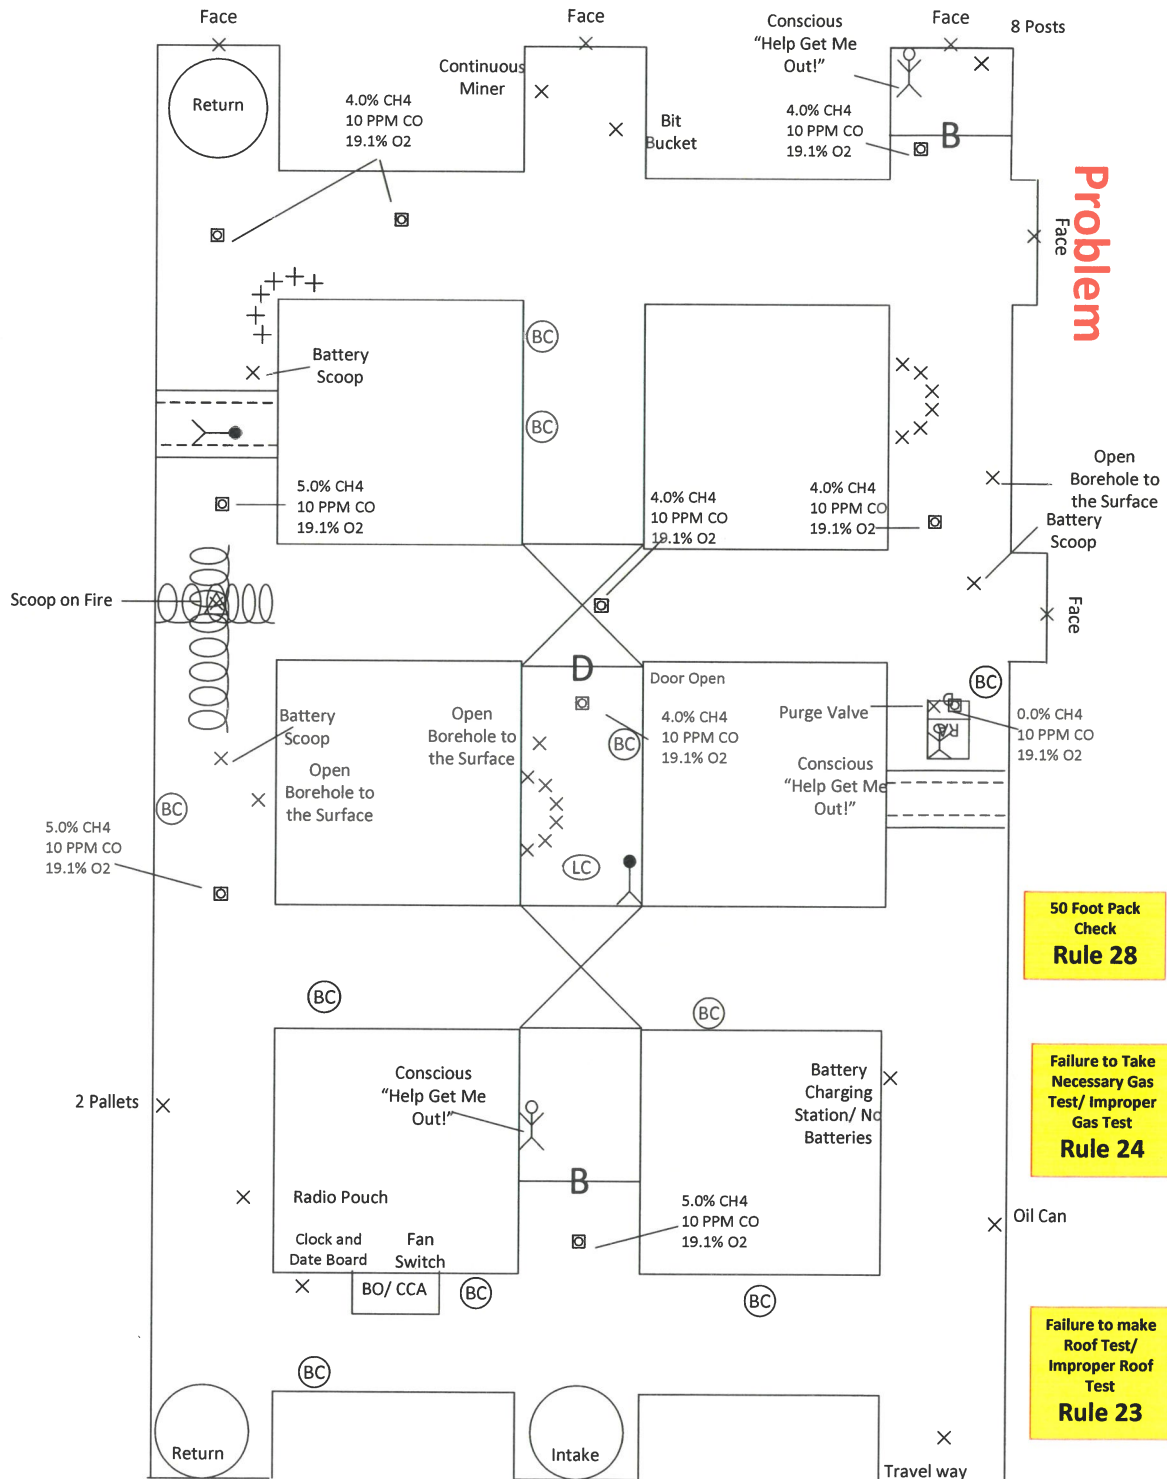 Face
Face
Conscious
"Help Get Me
Out!"
Face
8 Posts
Return
Continuous
Miner
4.0% CH4
10 PPM CO
19.1% O2
Bit
Bucket
4.0% CH4
10 PPM CO
19.1% O2
B
Problem
Face
BC
Battery
Scoop
BC
5.0% CH4
10 PPM CO
19.1% O2
4.0% CH4
10 PPM CO
19.1% O2
4.0% CH4
10 PPM CO
19.1% O2
Open
Borehole to
the Surface
Battery
Scoop
Scoop on Fire
Face
D
Door Open
BC
Battery
Scoop
Open
Borehole to
the Surface
4.0% CH4
10 PPM CO
19.1% O2
BC
Purge Valve
D
RA
0.0% CH4
10 PPM CO
19.1% O2
Open
Borehole to
the Surface
Conscious
"Help Get Me
Out!"
BC
5.0% CH4
10 PPM CO
19.1% O2
LC
50 Foot Pack
Check
Rule 28
BC
BC
Conscious
"Help Get Me
Out!"
Battery
Charging
Station/ No
Batteries
Failure to Take
Necessary Gas
Test/ Improper
Gas Test
Rule 24
2 Pallets
B
Radio Pouch
5.0% CH4
10 PPM CO
19.1% O2
Oil Can
Clock and
Date Board
Fan
Switch
BO/ CCA
BC
BC
Failure to make
Roof Test/
Improper Roof
Test
Rule 23
BC
Return
Intake
Travel way